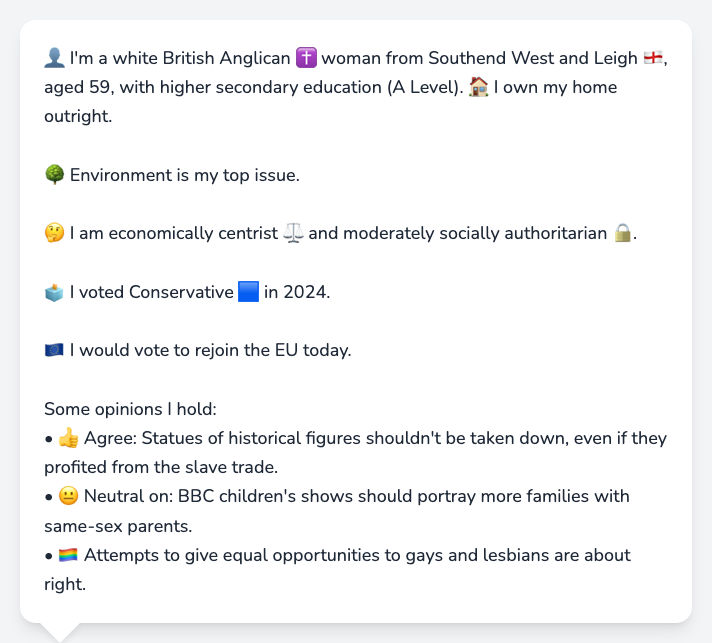 👤 I'm a white British Anglican ✝️ woman from Southend West and Leigh 🏴󠁧󠁢󠁥󠁮󠁧󠁿,
aged 59, with higher secondary education (A Level). 🏠 I own my home
outright.
🌳 Environment is my top issue.
🤔 I am economically centrist ⚖️ and moderately socially authoritarian 🔒.
🗳️ I voted Conservative 🟦 in 2024.
🇪🇺 I would vote to rejoin the EU today.
Some opinions I hold:
• 👍 Agree: Statues of historical figures shouldn't be taken down, even if they
profited from the slave trade.
• 😐 Neutral on: BBC children's shows should portray more families with
same-sex parents.
• 🏳️‍🌈 Attempts to give equal opportunities to gays and lesbians are about
right.